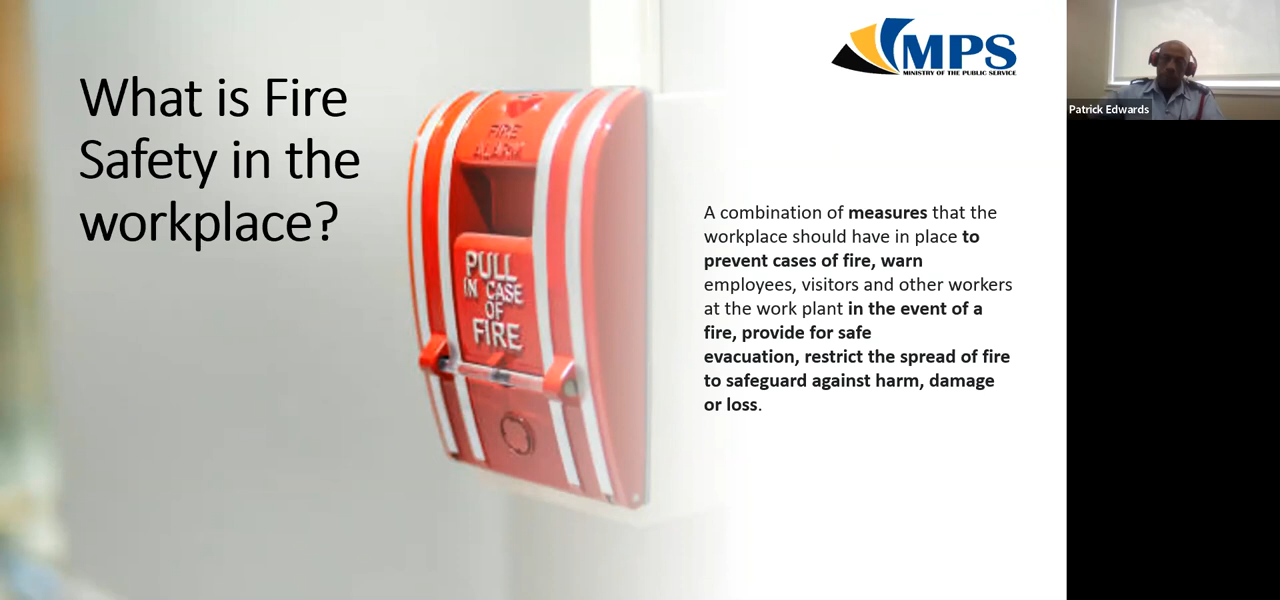 What is Fire
Safety in the
workplace?
FIRE
ALARM
PULL
IN CASE
OF
FIRE
MPS
MINISTRY OF THE PUBLIC SERVICE
A combination of measures that the
workplace should have in place to
prevent cases of fire, warn
employees, visitors and other workers
at the work plant in the event of a
fire, provide for safe
evacuation, restrict the spread of fire
to safeguard against harm, damage
or loss.
Patrick Edwards